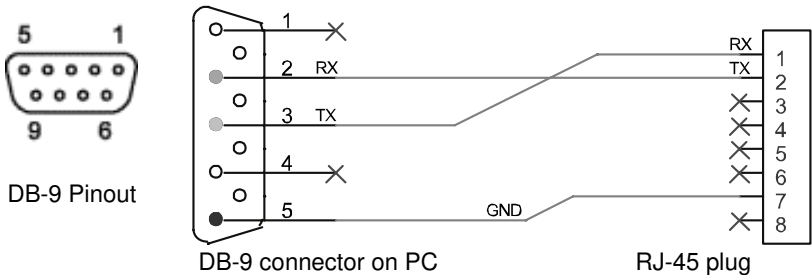 5 1
9 6
DB-9 Pinout
1
2 RX
3 TX
4
5 GND
DB-9 connector on PC
RX 1
TX 2
3
4
5
6
7
8
RJ-45 plug